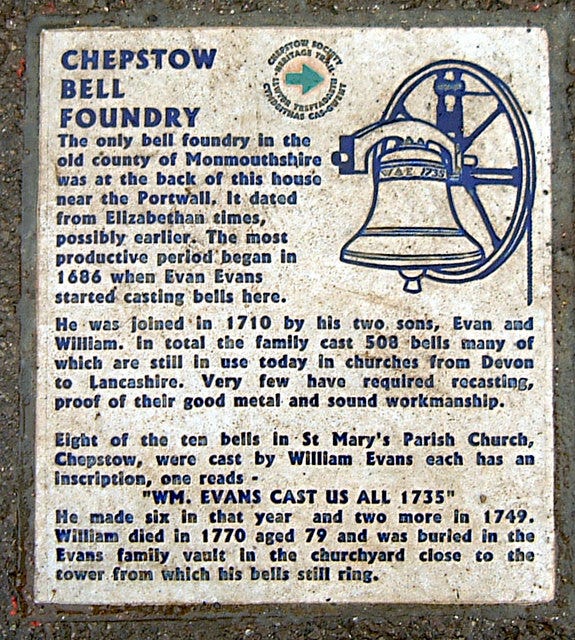 CHEPSTOW
BELL
FOUNDRY
CHEPSTOW SOCIETY
HERITAGE TRAIL
LLWYBR TREFTADAETH
CYMDEITHAS CAS-GWENT
The only bell foundry in the
old county of Monmouthshire
was at the back of this house
near the Portwall. It dated
from Elizabethan times,
possibly earlier. The most
productive period began in
1686 when Evan Evans
started casting bells here.
W & E 1735
He was joined in 1710 by his two sons, Evan and
William. In total the family cast 508 bells many of
which are still in use today in churches from Devon
to Lancashire. Very few have required recasting,
proof of their good metal and sound workmanship.
Eight of the ten bells in St Mary's Parish Church,
Chepstow, were cast by William Evans each has an
inscription, one reads -
"WM. EVANS CAST US ALL 1735"
He made six in that year and two more in 1749.
William died in 1770 aged 79 and was buried in the
Evans family vault in the churchyard close to the
tower from which his bells still ring.